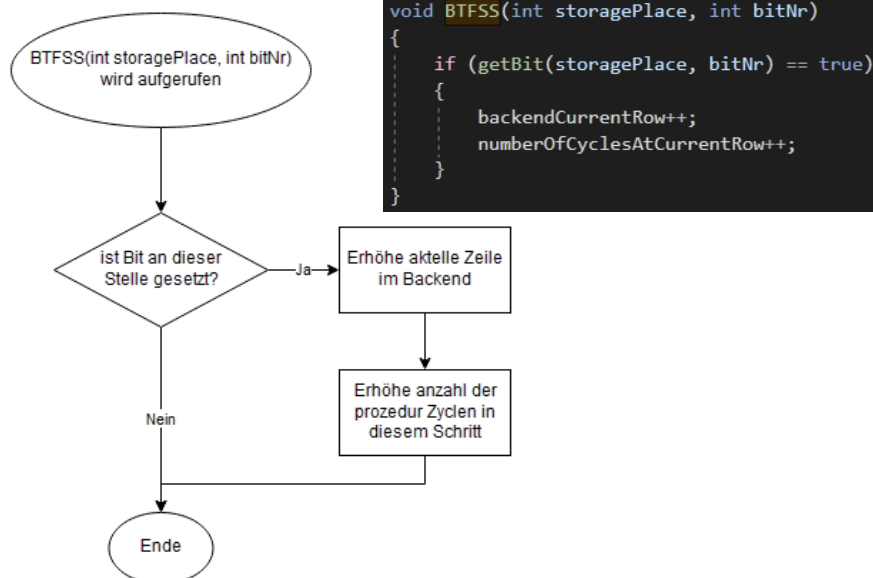 BTFSS(int storagePlace, int bitNr)
wird aufgerufen
void BTFSS(int storagePlace, int bitNr)
{
if (getBit(storagePlace, bitNr) == true)
{
backendCurrentRow++;
numberOfCyclesAtCurrentRow++;
}
}
ist Bit an dieser
Stelle gesetzt?
Ja
Erhöhe aktelle Zeile
im Backend
Erhöhe anzahl der
prozedur Zyclen in
diesem Schritt
Nein
Ende